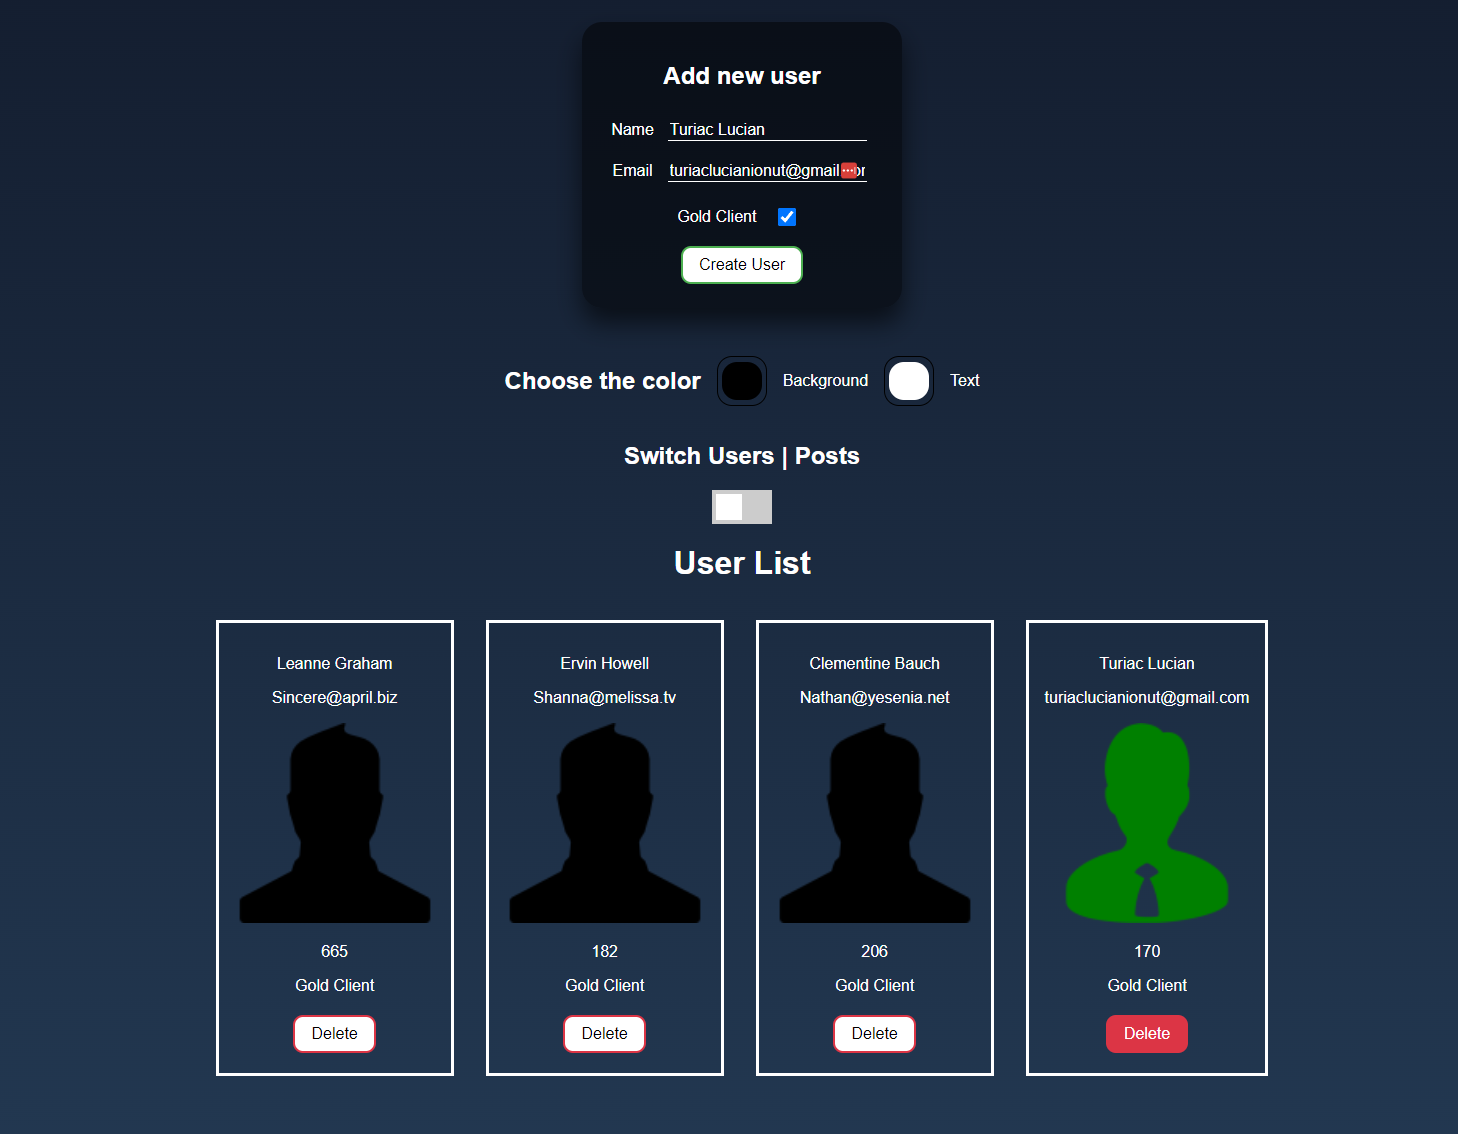 Add new user
Name Turiac Lucian
Email turiaclucianionut@gmail
Gold Client
Create User
Choose the color Background Text
Switch Users | Posts
User List
Leanne Graham
Sincere@april.biz
665
Gold Client
Delete
Ervin Howell
Shanna@melissa.tv
182
Gold Client
Delete
Clementine Bauch
Nathan@yesenia.net
206
Gold Client
Delete
Turiac Lucian
turiaclucianionut@gmail.com
170
Gold Client
Delete